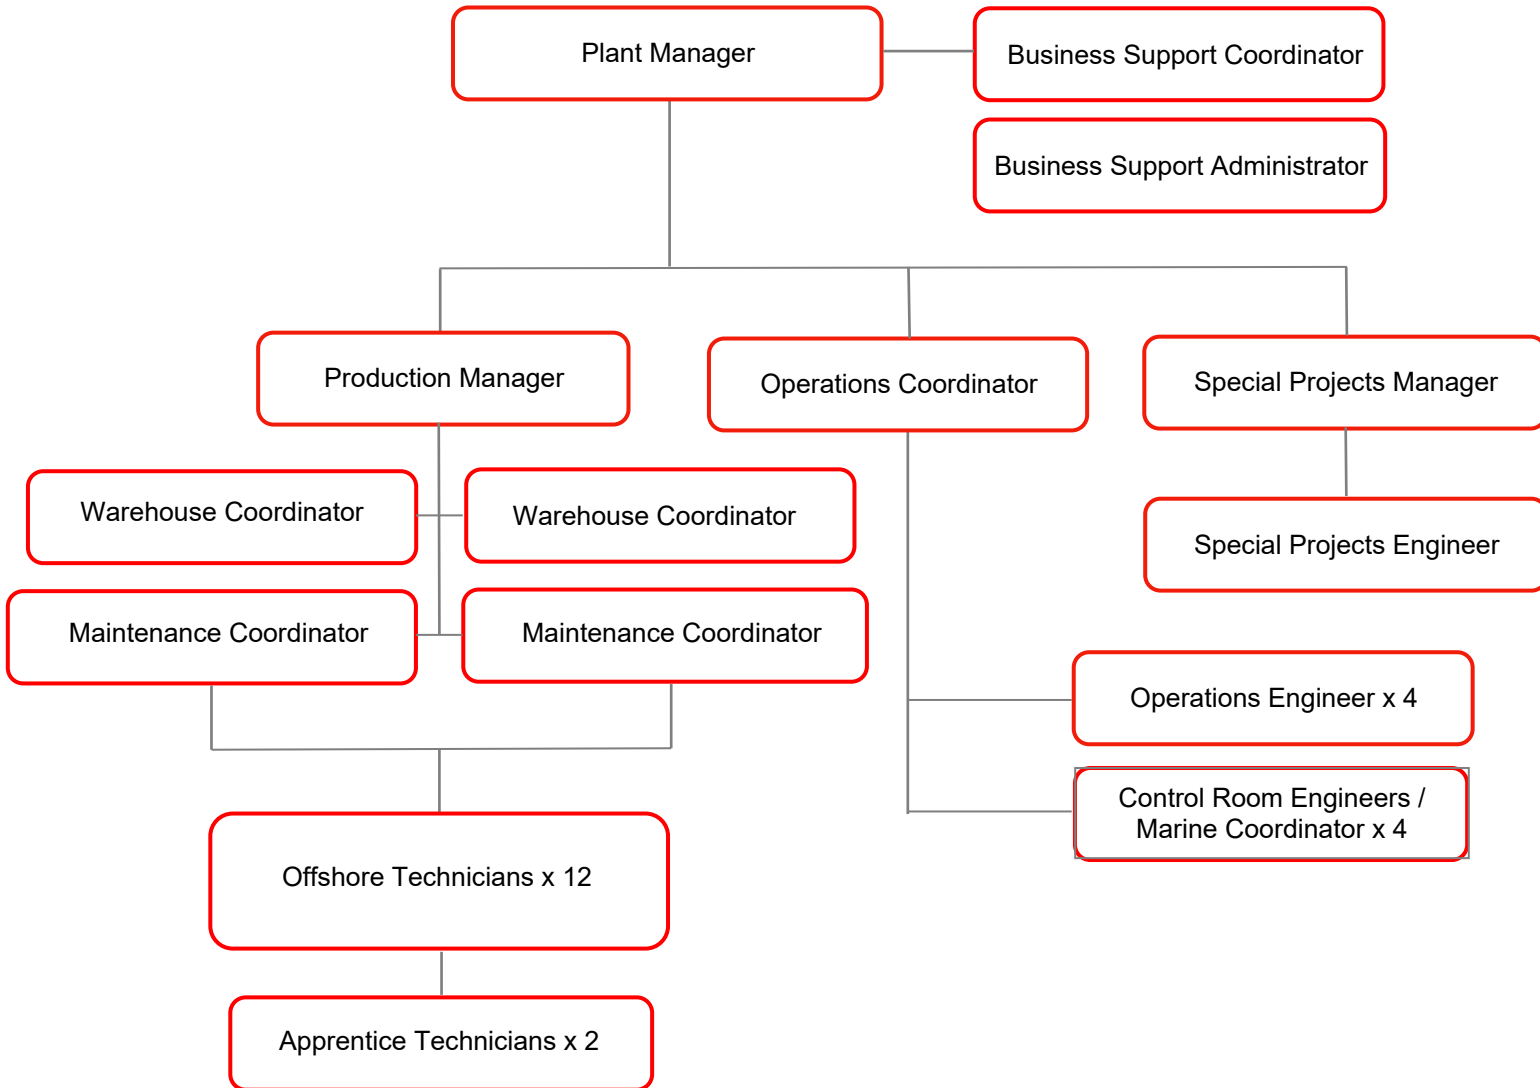 Plant Manager
Business Support Coordinator
Business Support Administrator
Production Manager
Operations Coordinator
Special Projects Manager
Warehouse Coordinator
Warehouse Coordinator
Special Projects Engineer
Maintenance Coordinator
Maintenance Coordinator
Operations Engineer x 4
Control Room Engineers /
Marine Coordinator x 4
Offshore Technicians x 12
Apprentice Technicians x 2